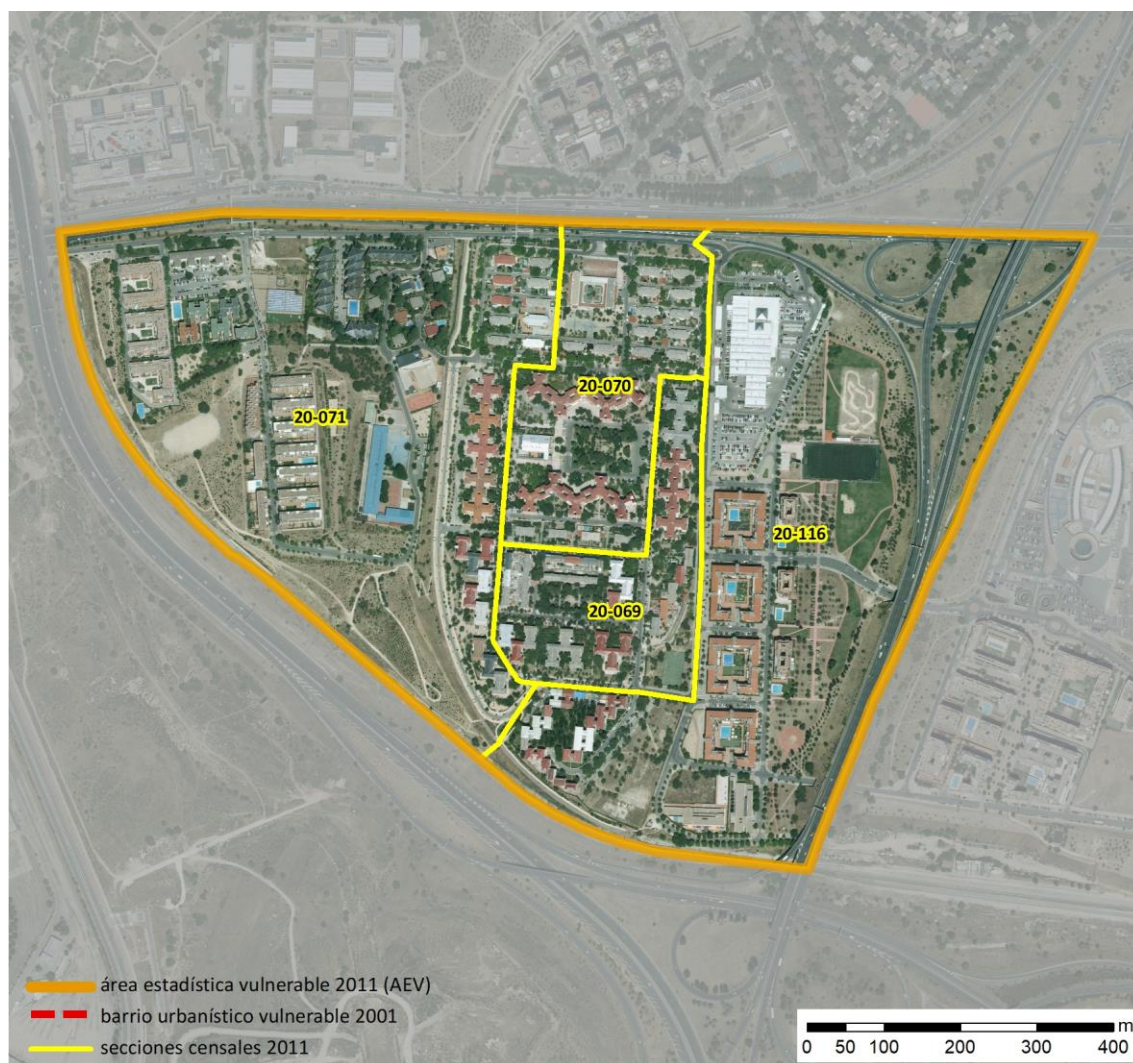 20-070
20-071
20-116
20-069
área estadística vulnerable 2011 (AEV)
barrio urbanístico vulnerable 2001
secciones censales 2011
m
0 50 100 200 300 400